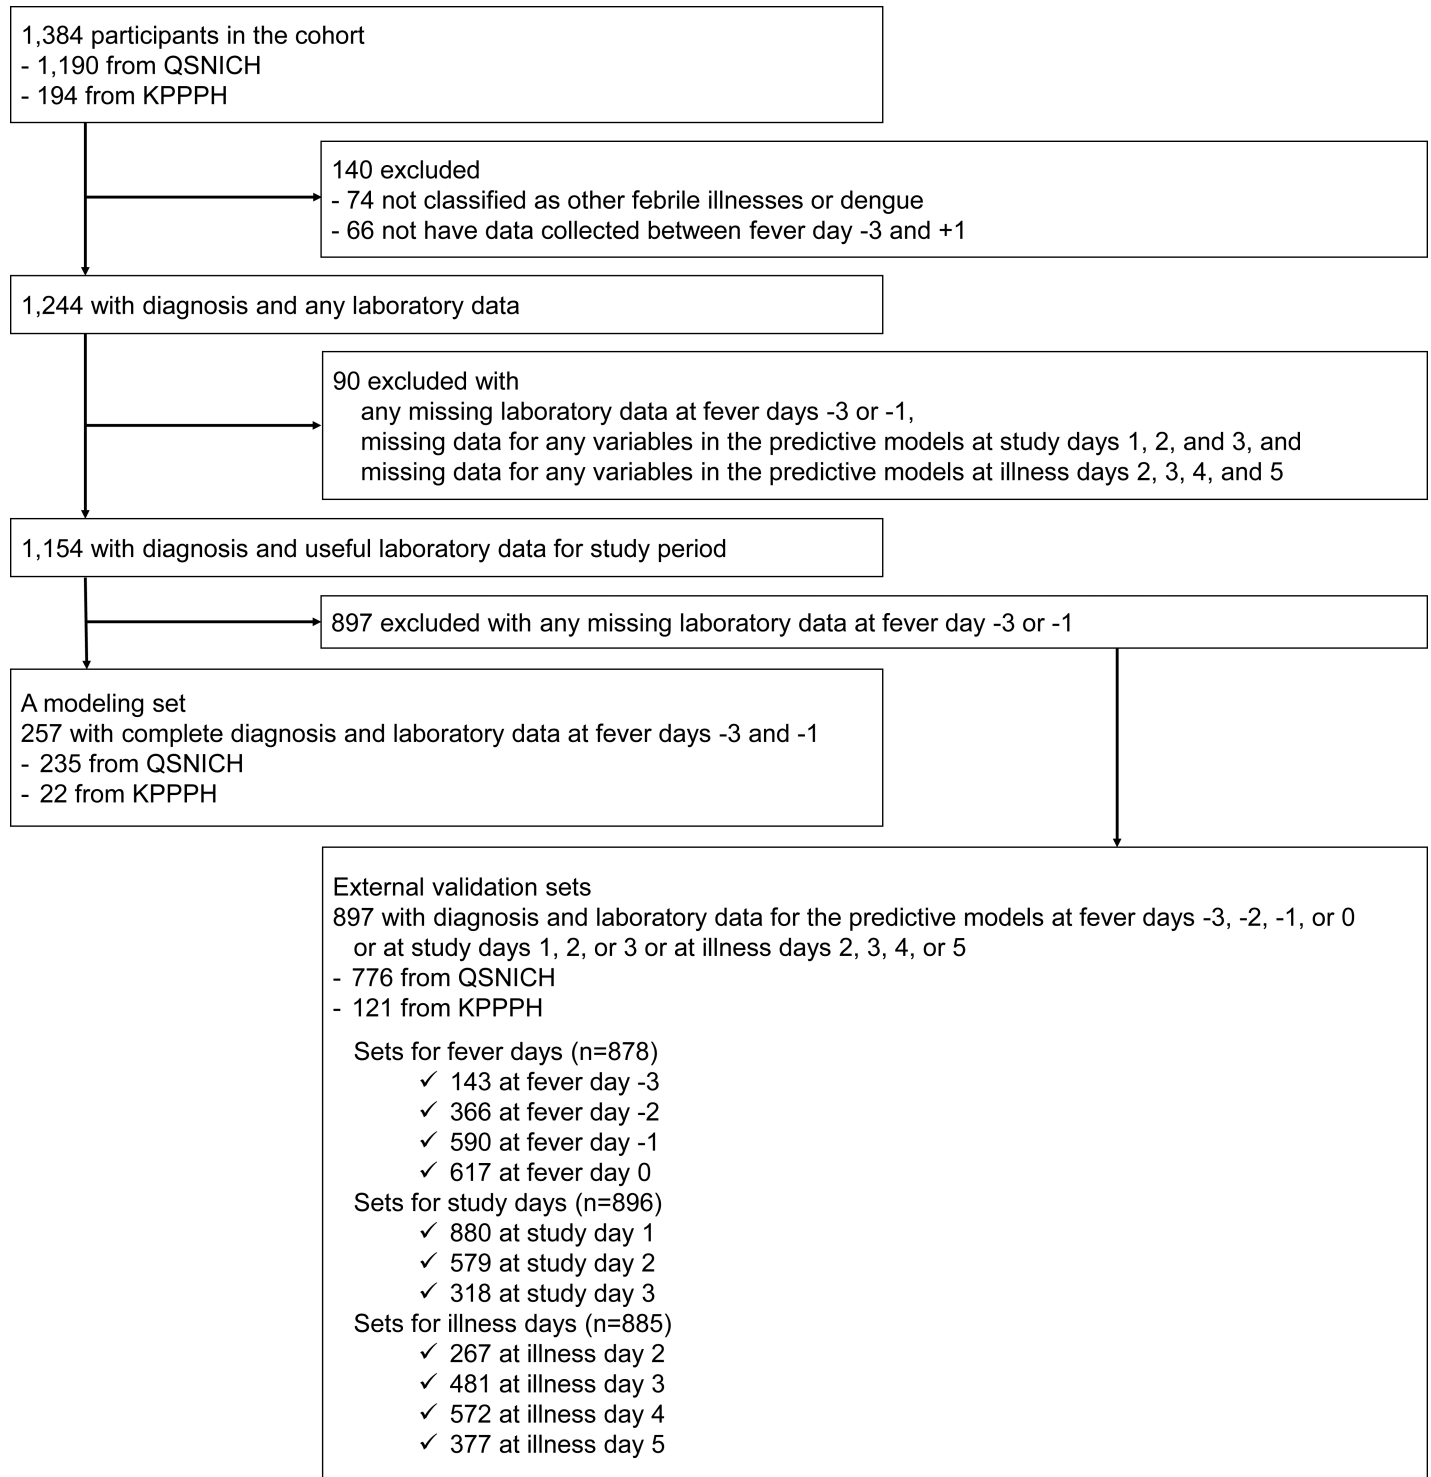 1,384 participants in the cohort
- 1,190 from QSNICH
- 194 from KPPPH
140 excluded
- 74 not classified as other febrile illnesses or dengue
- 66 not have data collected between fever day -3 and +1
1,244 with diagnosis and any laboratory data
90 excluded with
any missing laboratory data at fever days -3 or -1,
missing data for any variables in the predictive models at study days 1, 2, and 3, and
missing data for any variables in the predictive models at illness days 2, 3, 4, and 5
1,154 with diagnosis and useful laboratory data for study period
897 excluded with any missing laboratory data at fever day -3 or -1
A modeling set
257 with complete diagnosis and laboratory data at fever days -3 and -1
- 235 from QSNICH
- 22 from KPPPH
External validation sets
897 with diagnosis and laboratory data for the predictive models at fever days -3, -2, -1, or 0
or at study days 1, 2, or 3 or at illness days 2, 3, 4, or 5
- 776 from QSNICH
- 121 from KPPPH
Sets for fever days (n=878)
✓ 143 at fever day -3
✓ 366 at fever day -2
✓ 590 at fever day -1
✓ 617 at fever day 0
Sets for study days (n=896)
✓ 880 at study day 1
✓ 579 at study day 2
✓ 318 at study day 3
Sets for illness days (n=885)
✓ 267 at illness day 2
✓ 481 at illness day 3
✓ 572 at illness day 4
✓ 377 at illness day 5